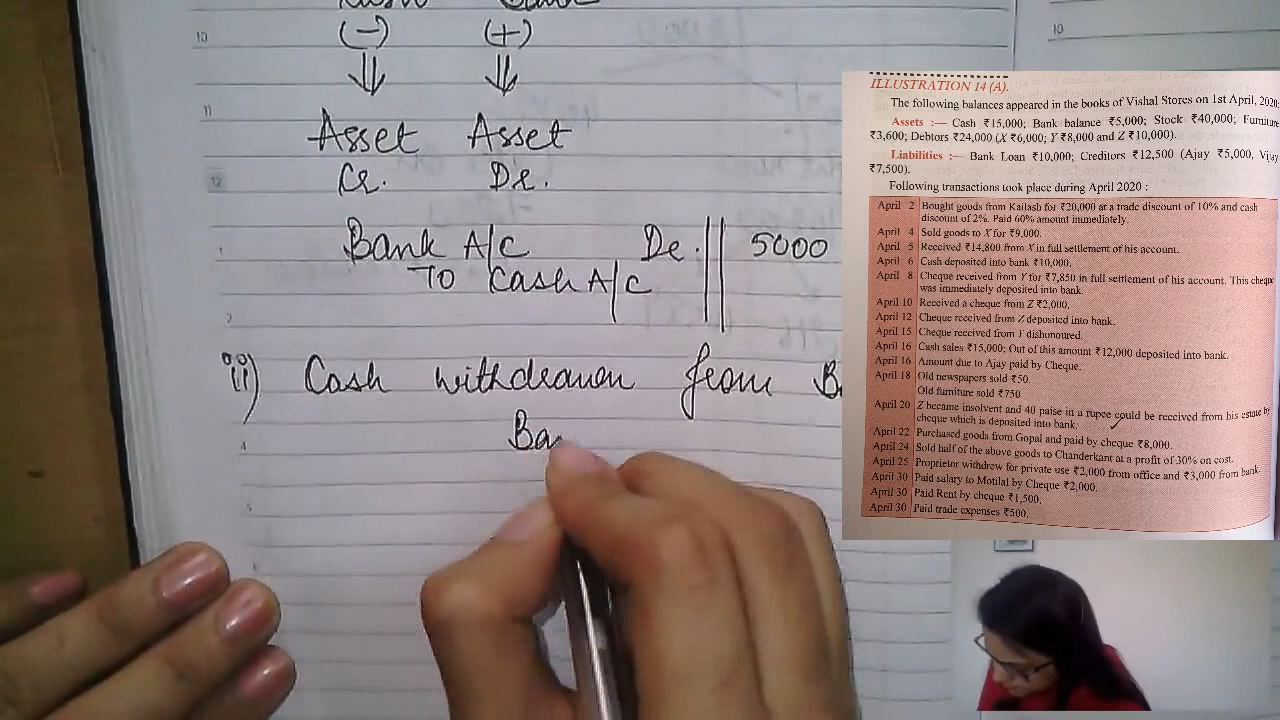 10
(-) (+)
11
Asset Asset
12
Cr. Dr.
1
Bank A/C Dr. 5000
To Cash A/C
2
ii) Cash withdrawn from B
Ba
4
5
10
ILLUSTRATION 14 (A).
The following balances appeared in the books of Vishal Stores on 1st April, 2020
Assets :— Cash ₹15,000; Bank balance ₹5,000; Stock ₹40,000; Furniture
₹3,600; Debtors ₹24,000 (X ₹6,000; Y ₹8,000 and Z ₹10,000).
Liabilities :— Bank Loan ₹10,000; Creditors ₹12,500 (Ajay ₹5,000, Vijay
₹7,500).
Following transactions took place during April 2020 :
April 2 Bought goods from Kailash for ₹20,000 at a trade discount of 10% and cash
discount of 2%. Paid 60% amount immediately.
April 4 Sold goods to X for ₹9,000.
April 5 Received ₹14,800 from X in full settlement of his account.
April 6 Cash deposited into bank ₹10,000.
April 8 Cheque received from Y for ₹7,850 in full settlement of his account. This cheque
was immediately deposited into bank.
April 10 Received a cheque from Z ₹2,000.
April 12 Cheque received from Z deposited into bank.
April 15 Cheque received from Y dishonoured.
April 16 Cash sales ₹15,000; Out of this amount ₹12,000 deposited into bank.
April 16 Amount due to Ajay paid by Cheque.
April 18 Old newspapers sold ₹50.
Old furniture sold ₹750
April 20 Z became insolvent and 40 paise in a rupee could be received from his estate by
cheque which is deposited into bank.
April 22 Purchased goods from Gopal and paid by cheque ₹8,000.
April 24 Sold half of the above goods to Chanderkant at a profit of 30% on cost.
April 25 Proprietor withdrew for private use ₹2,000 from office and ₹3,000 from bank.
April 30 Paid salary to Motilal by Cheque ₹2,000.
April 30 Paid Rent by cheque ₹1,500.
April 30 Paid trade expenses ₹500.